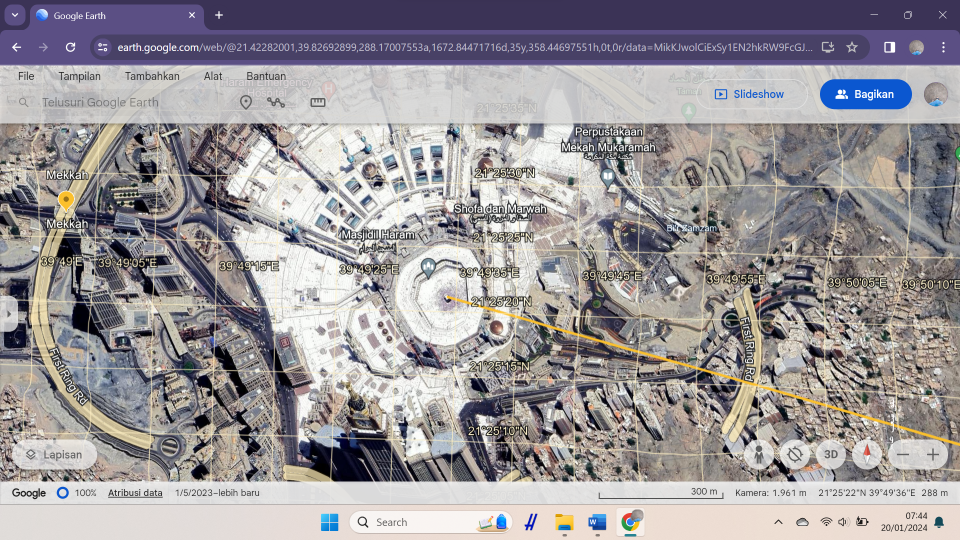 Google Earth
earth.google.com/web/@21.42282001,39.82692899,288.17007553a,1672.84471716d,35y,358.44697551h,0t,0r/data=MikKJwolCiExSy1EN2hkRW9FcGJ...
File Tampilan Tambahkan Alat Bantuan
Telusuri Google Earth
Slideshow
Bagikan
21°25'35"N
Perpustakaan
Mekah Mukaramah
Mekkah
21°25'30"N
Mekkah
Shofa dan Marwah
Bi'r Zamzam
Masjidil Haram
المسجد الحرام
21°25'25"N
39°49'E 39°49'05"E 39°49'15"E 39°49'25"E 39°49'35"E 39°49'45"E 39°49'55"E 39°50'05"E 39°50'10"E
21°25'20"N
First Ring Rd
First Ring Rd
21°25'15"N
21°25'10"N
Lapisan
3D
Google 100% Atribusi data 1/5/2023–lebih baru 300 m Kamera: 1.961 m 21°25'22"N 39°49'36"E 288 m
Search
07:44
20/01/2024